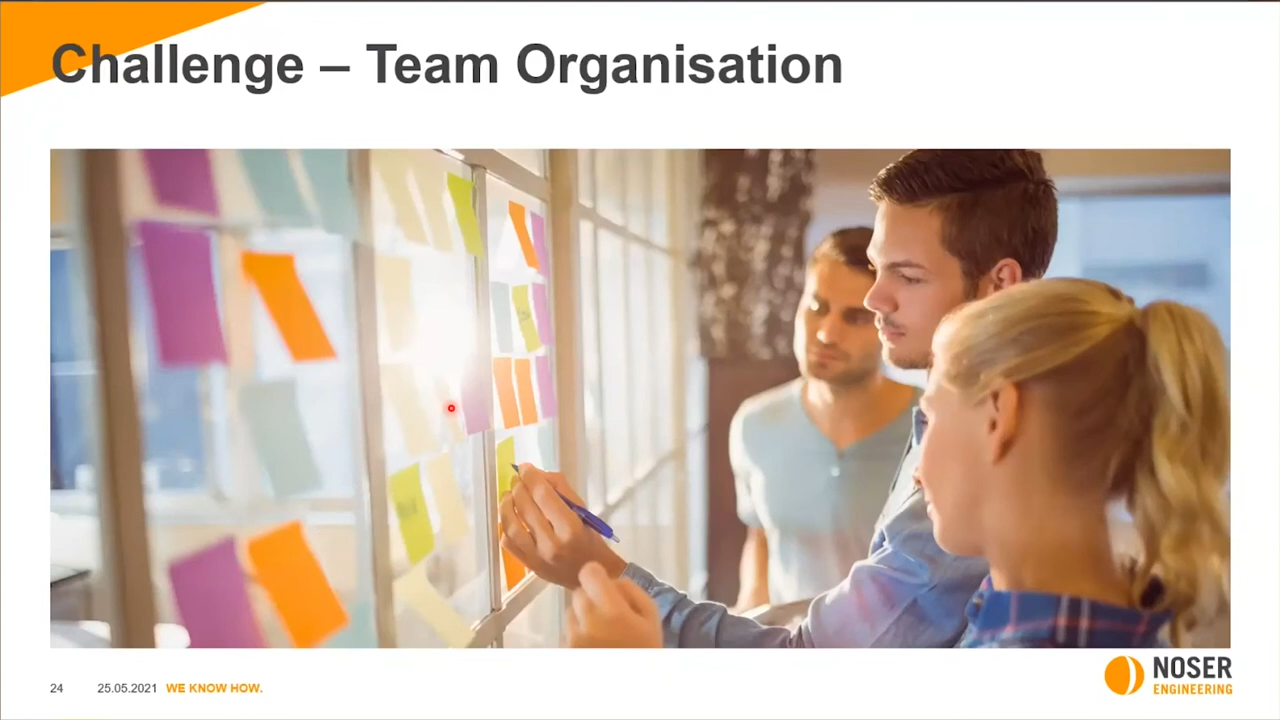 Challenge – Team Organisation
24 25.05.2021 WE KNOW HOW.
NOSER
ENGINEERING